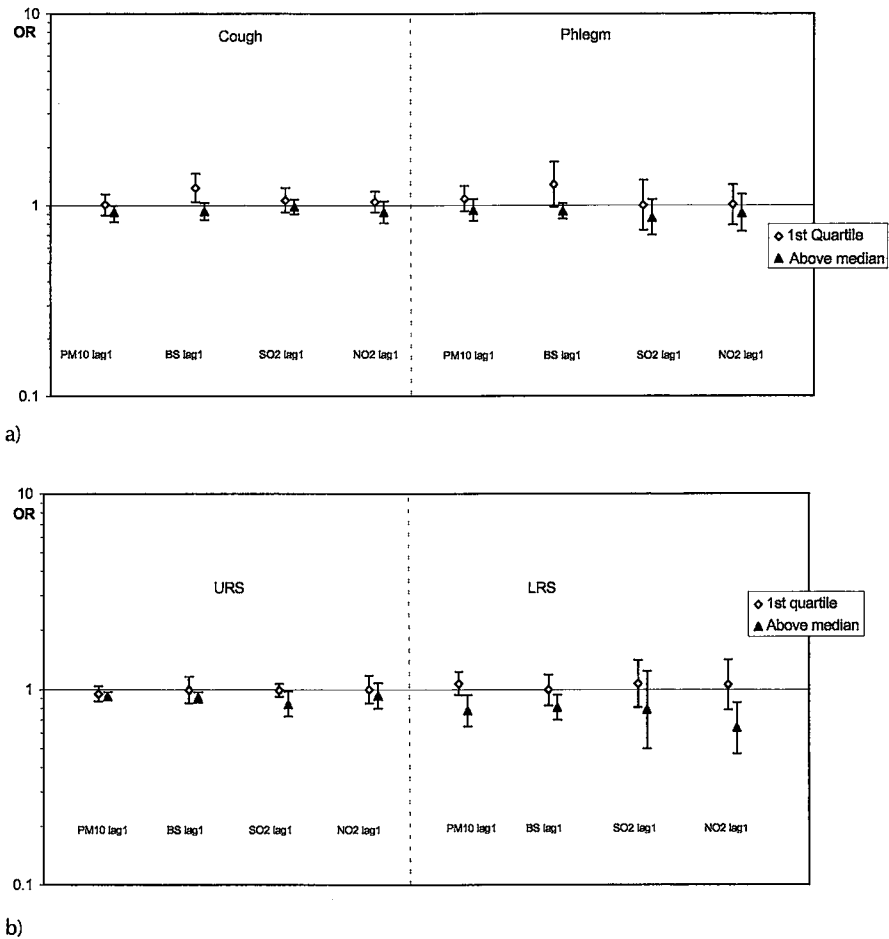 10
OR
Cough
Phlegm
1
1st Quartile
Above median
PM10 lag1
BS lag1
SO2 lag1
NO2 lag1
PM10 lag1
BS lag1
SO2 lag1
NO2 lag1
0.1
a)
10
OR
URS
LRS
1st quartile
Above median
1
PM10 lag1
BS lag1
SO2 lag1
NO2 lag1
PM10 lag1
BS lag1
SO2 lag1
NO2 lag1
0.1
b)